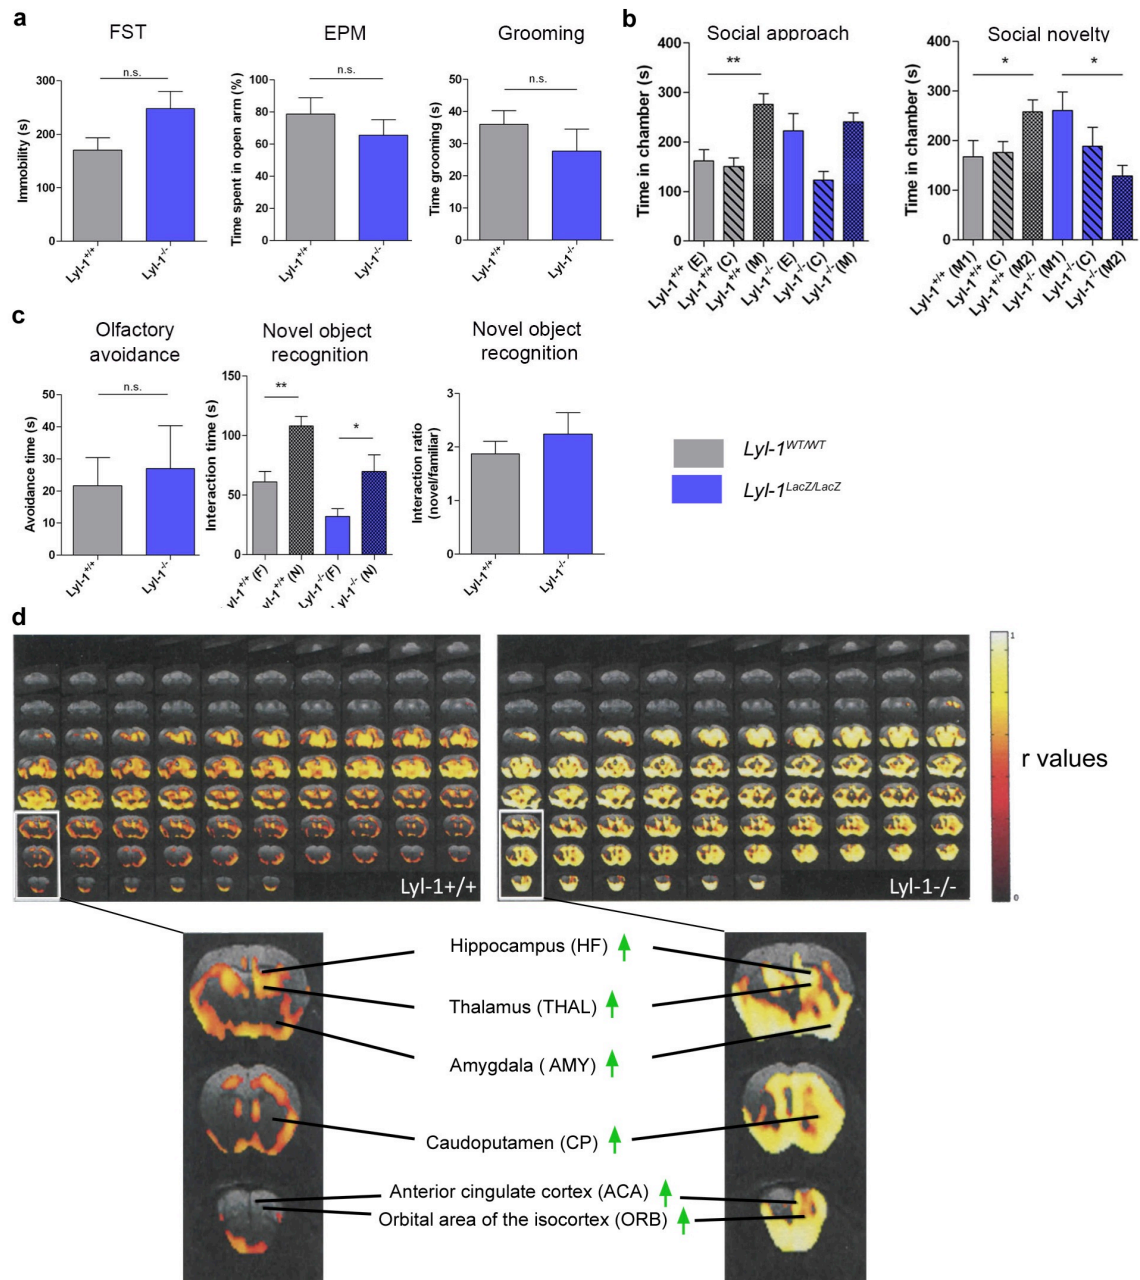 a
FST
EPM
Grooming
Immobility (s)
300
200
100
0
n.s.
Lyl-1+/+
Lyl-1-/-
Time spent in open arm (%)
100
80
60
40
20
0
n.s.
Lyl-1+/+
Lyl-1-/-
Time grooming (s)
50
40
30
20
10
0
n.s.
Lyl-1+/+
Lyl-1-/-
b
Social approach
Time in chamber (s)
400
300
200
100
0
**
Lyl-1+/+ (E)
Lyl-1+/+ (C)
Lyl-1+/+ (M)
Lyl-1-/- (E)
Lyl-1-/- (C)
Lyl-1-/- (M)
Social novelty
Time in chamber (s)
400
300
200
100
0
*
*
Lyl-1+/+ (M1)
Lyl-1+/+ (C)
Lyl-1+/+ (M2)
Lyl-1-/- (M1)
Lyl-1-/- (C)
Lyl-1-/- (M2)
c
Olfactory
avoidance
Avoidance time (s)
50
40
30
20
10
0
n.s.
Lyl-1+/+
Lyl-1-/-
Novel object
recognition
Interaction time (s)
150
100
50
0
**
*
Lyl-1+/+ (F)
Lyl-1+/+ (N)
Lyl-1-/- (F)
Lyl-1-/- (N)
Novel object
recognition
Interaction ratio
(novel/familiar)
3
2
1
0
Lyl-1+/+
Lyl-1-/-
Lyl-1WT/WT
Lyl-1LacZ/LacZ
d
Lyl-1+/+
Lyl-1-/-
1
0
r values
Hippocampus (HF)
Thalamus (THAL)
Amygdala ( AMY)
Caudoputamen (CP)
Anterior cingulate cortex (ACA)
Orbital area of the isocortex (ORB)